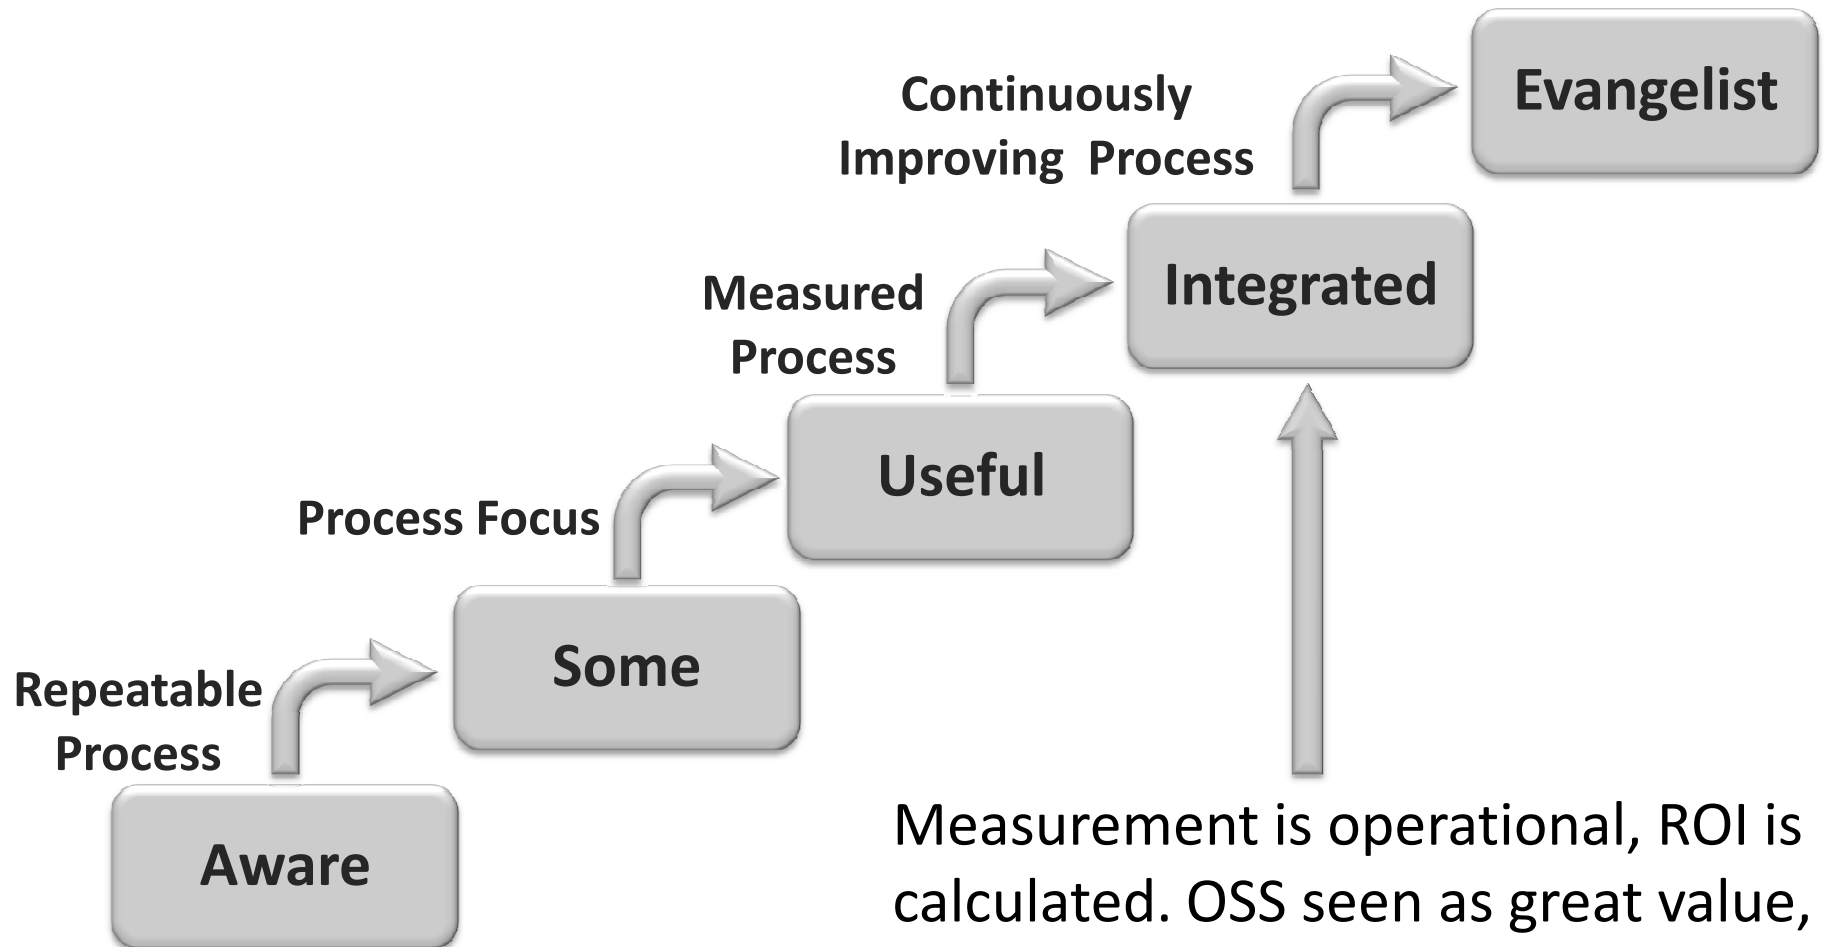 Evangelist
Continuously
Improving Process
Integrated
Measured
Process
Useful
Process Focus
Some
Repeatable
Process
Aware
Measurement is operational, ROI is
calculated. OSS seen as great value,